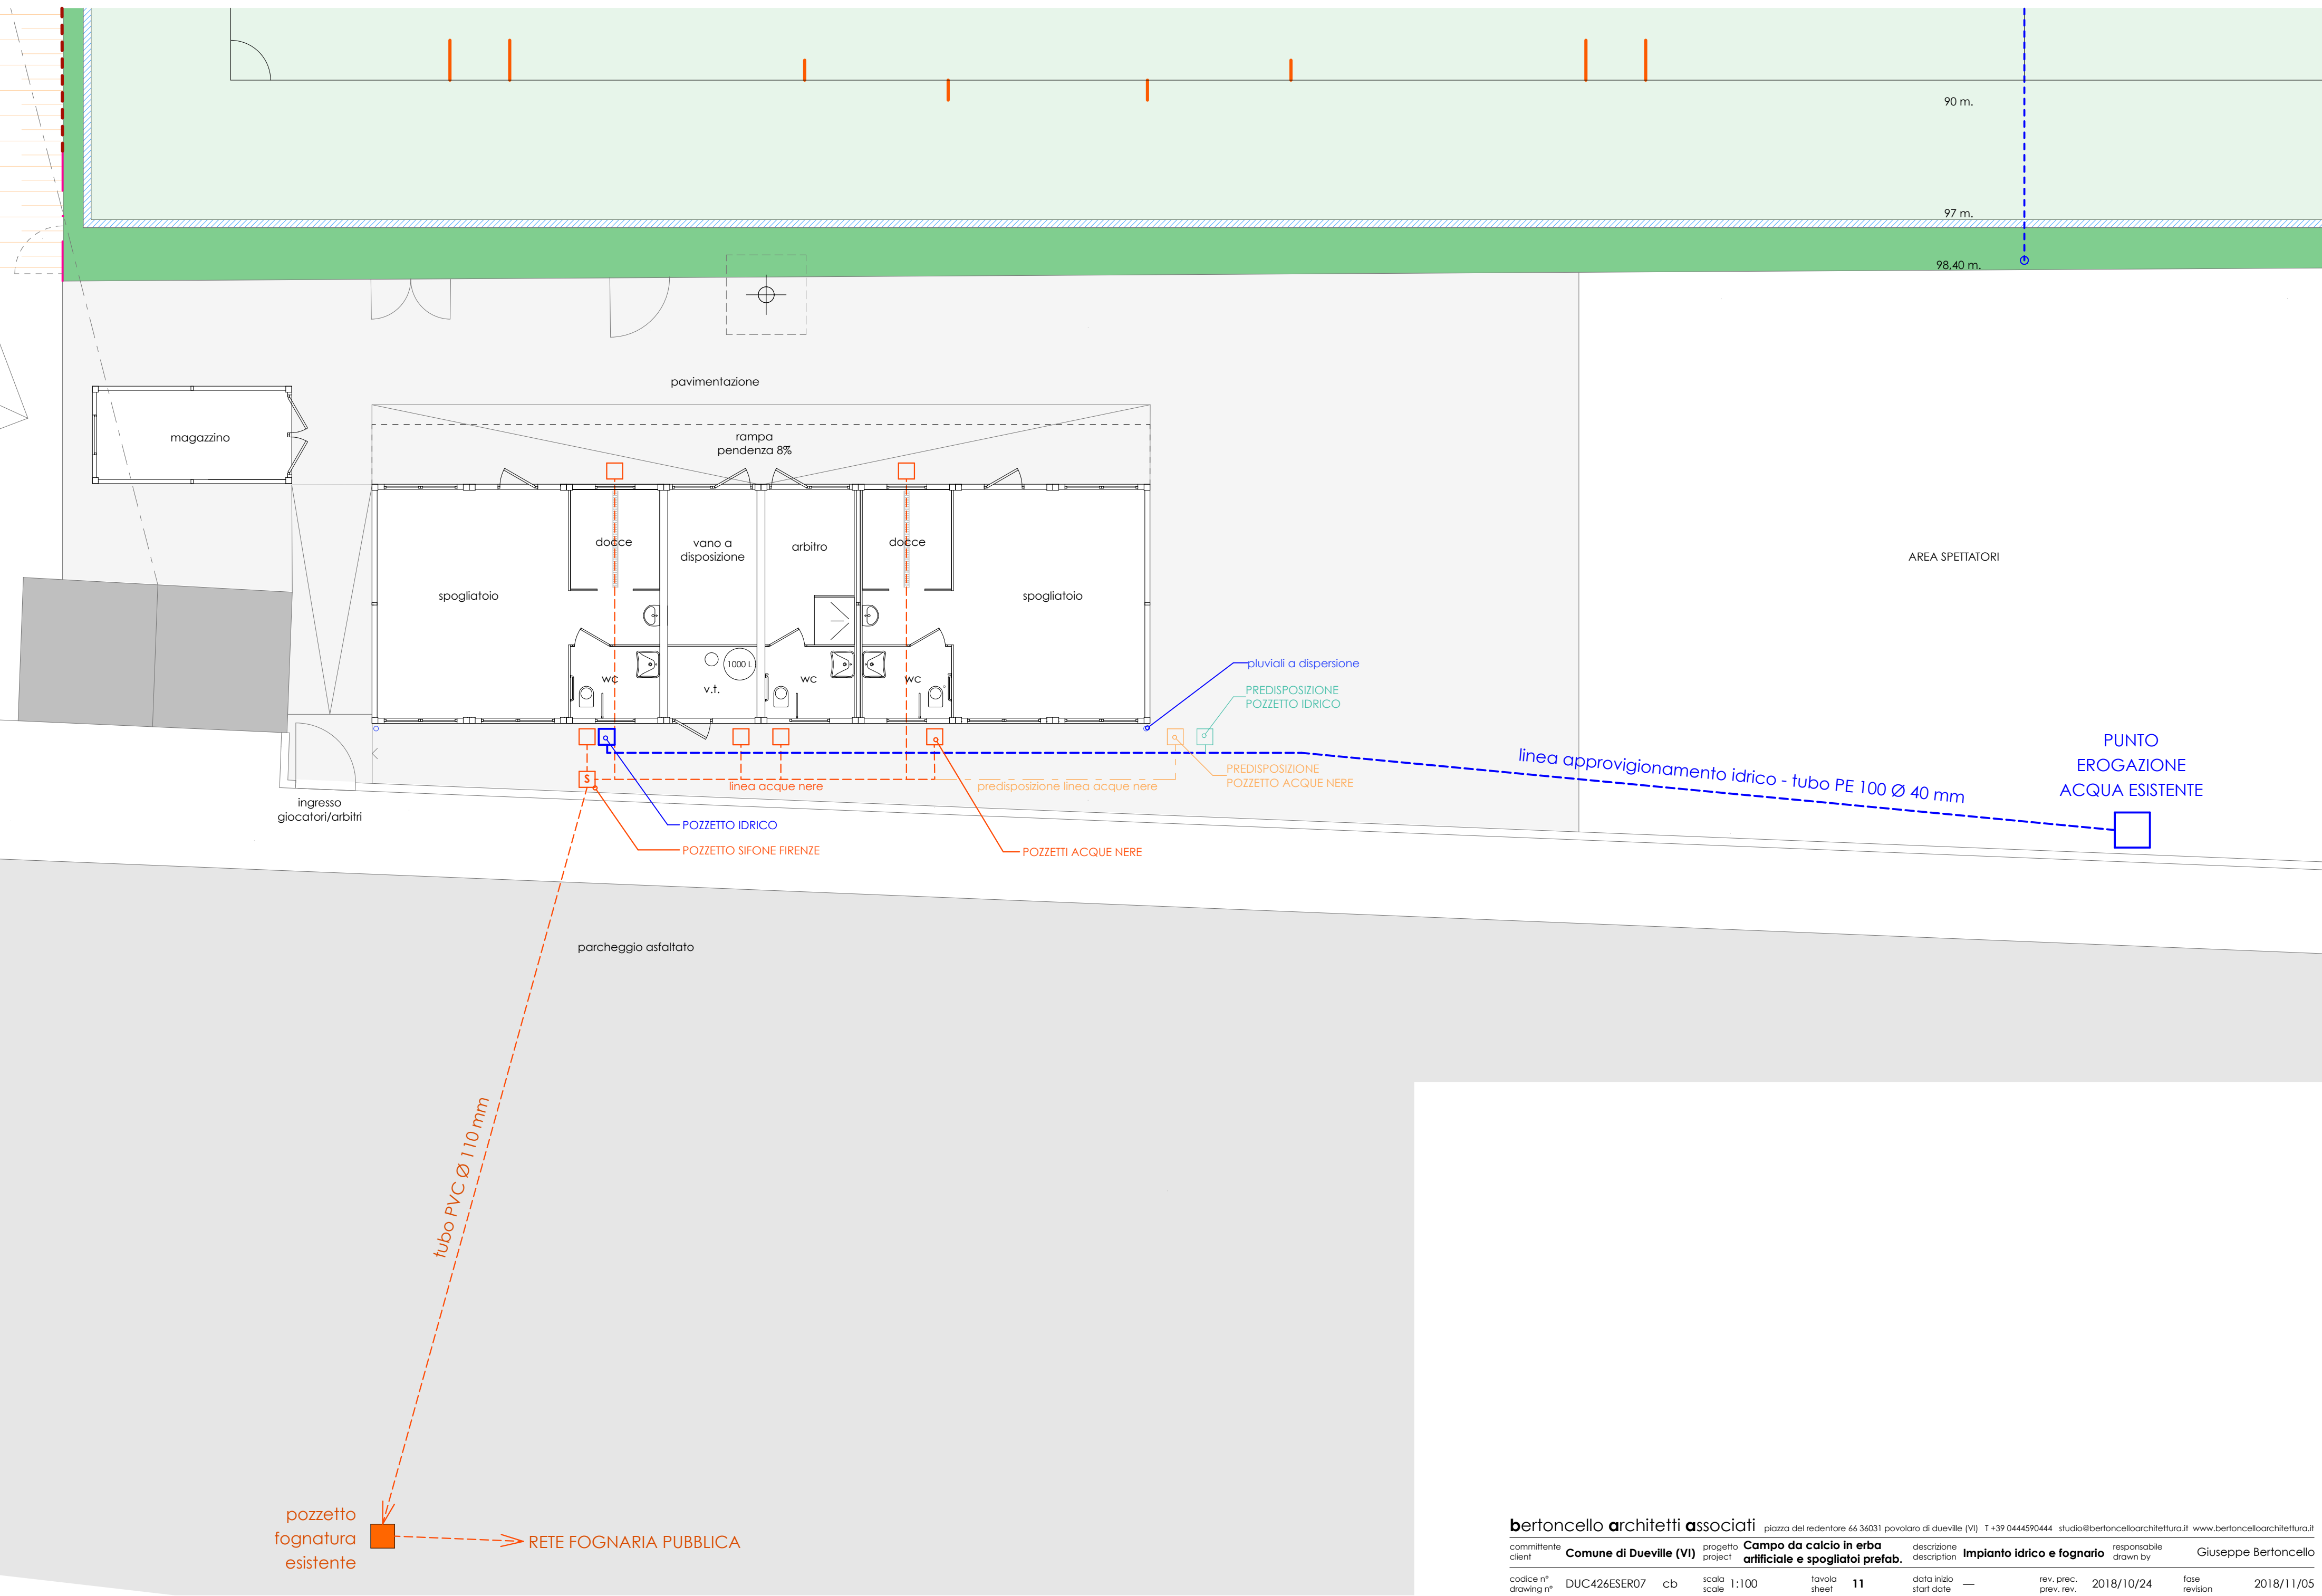 90 m.
97 m.
98,40 m.
pavimentazione
magazzino
rampa
pendenza 8%
docce
vano a
disposizione
arbitro
docce
spogliatoio
spogliatoio
AREA SPETTATORI
wc
1000 L
v.t.
wc
wc
pluviali a dispersione
PREDISPOSIZIONE
POZZETTO IDRICO
PREDISPOSIZIONE
POZZETTO ACQUE NERE
S
linea acque nere
predisposizione linea acque nere
linea approvigionamento idrico - tubo PE 100 Ø 40 mm
PUNTO
EROGAZIONE
ACQUA ESISTENTE
ingresso
giocatori/arbitri
POZZETTO IDRICO
POZZETTO SIFONE FIRENZE
POZZETTI ACQUE NERE
parcheggio asfaltato
tubo PVC Ø 110 mm
pozzetto
fognatura
esistente
RETE FOGNARIA PUBBLICA
bertoncello architetti associati piazza del redentore 66 36031 povolaro di dueville (VI) T +39 0444590444 studio@bertoncelloarchitettura.it www.bertoncelloarchitettura.it
committente
client
Comune di Dueville (VI)
progetto
project
Campo da calcio in erba
artificiale e spogliatoi prefab.
descrizione
description
Impianto idrico e fognario
responsabile
drawn by
Giuseppe Bertoncello
codice n°
drawing n°
DUC426ESER07 cb
scala
scale
1:100
tavola
sheet
11
data inizio
start date
—
rev. prec.
prev. rev.
2018/10/24
fase
revision
2018/11/05